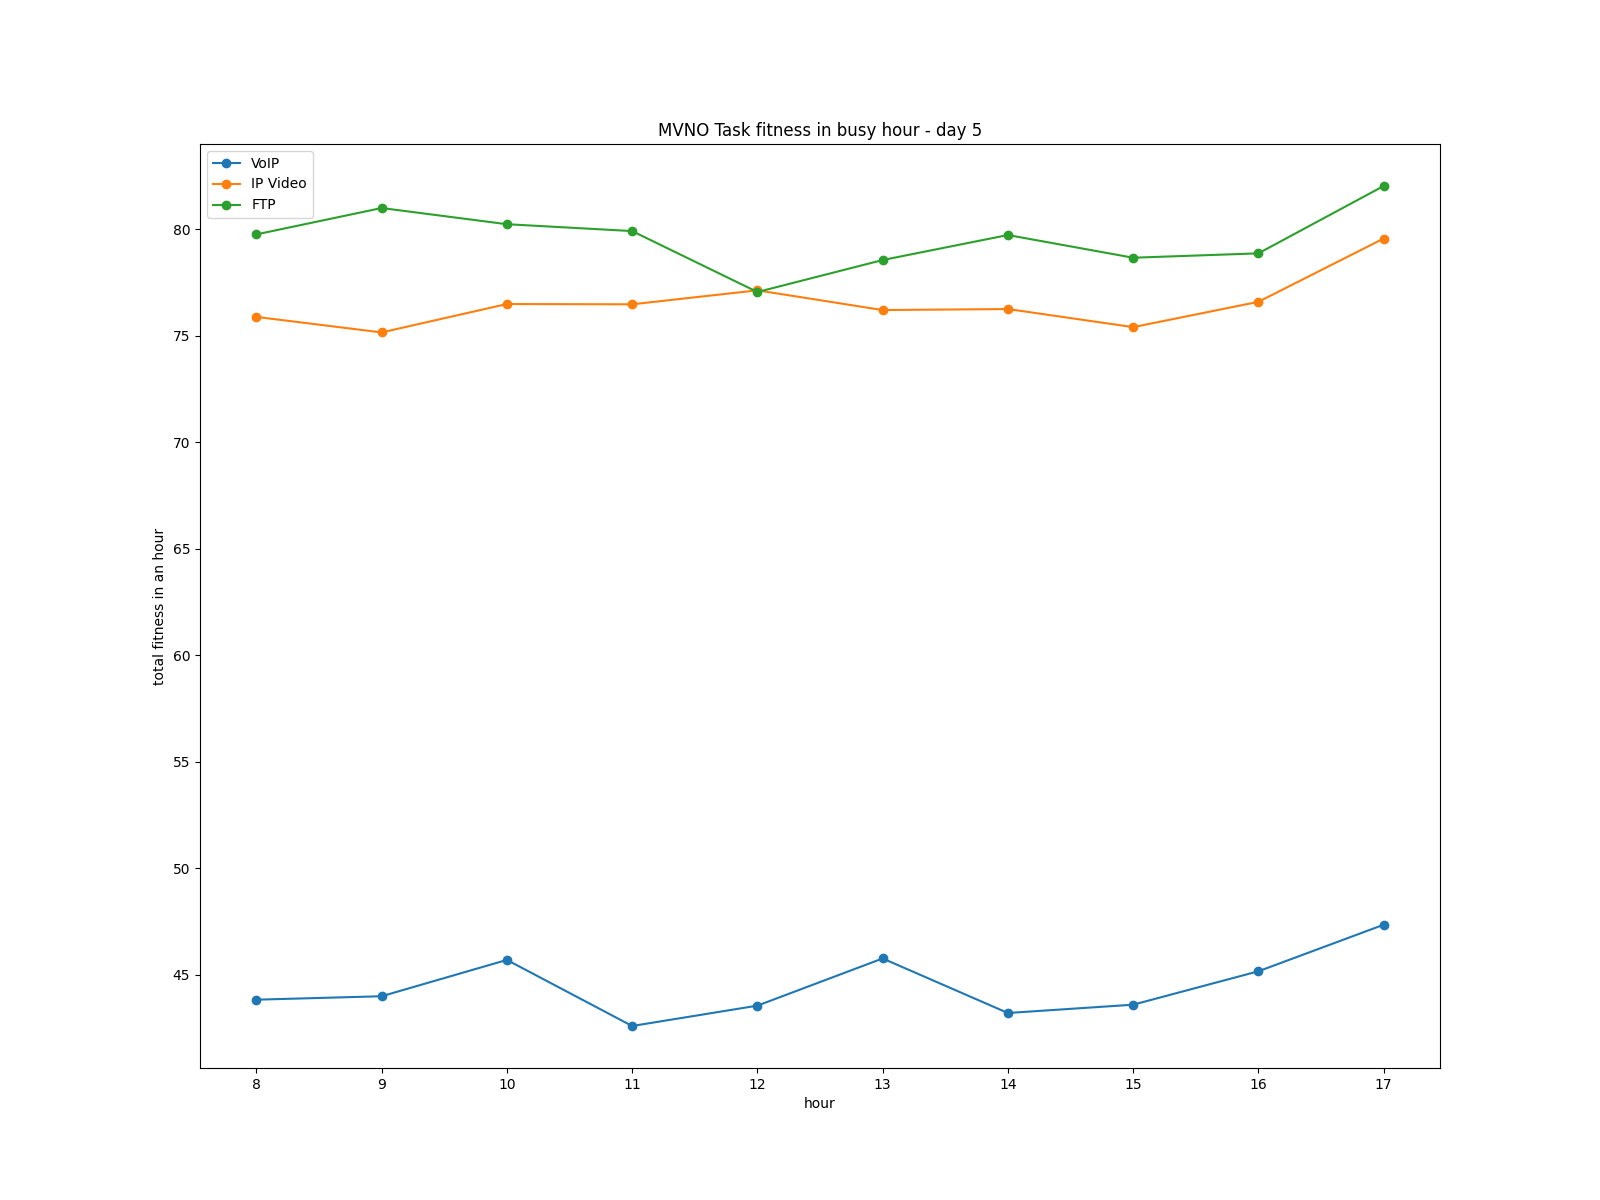 MVNO Task fitness in busy hour - day 5
VoIP
IP Video
FTP
80
75
70
65
60
55
50
45
total fitness in an hour
8 9 10 11 12 13 14 15 16 17
hour